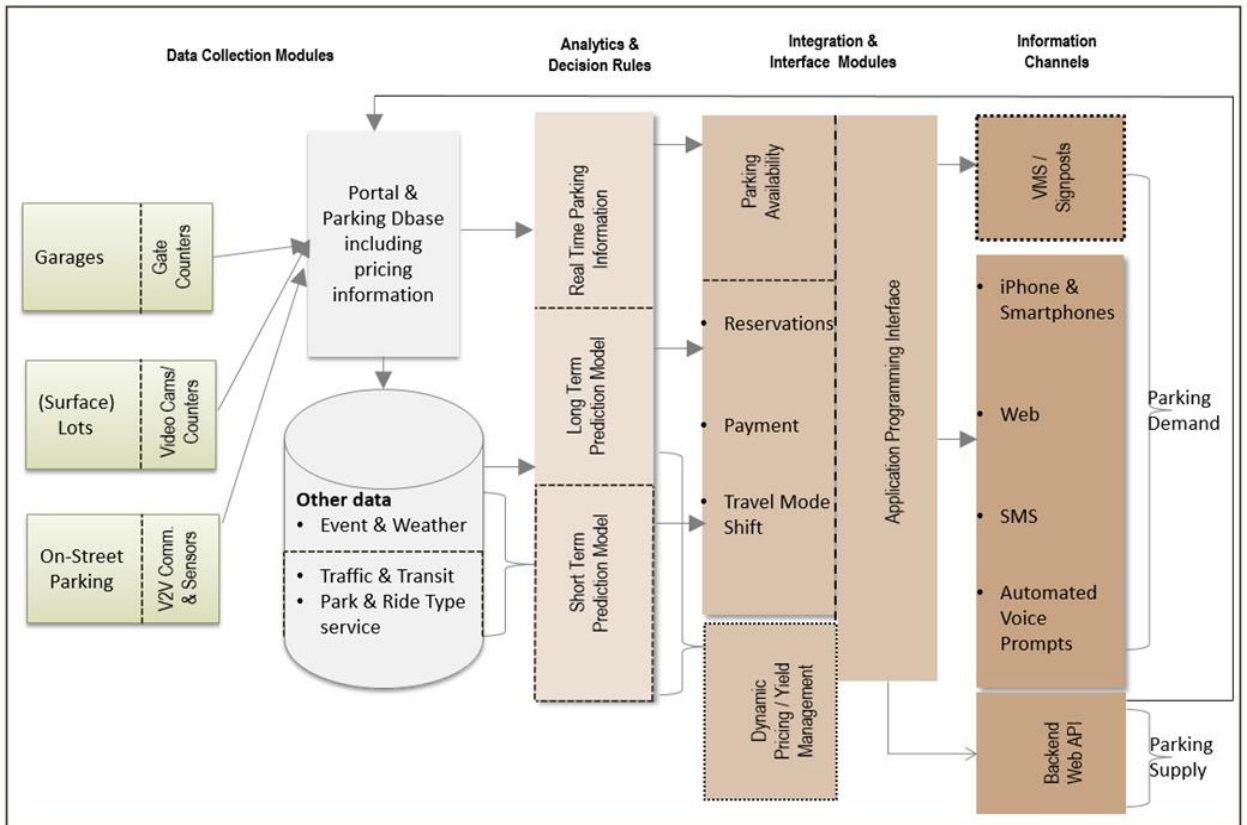 Data Collection Modules
Analytics &
Decision Rules
Integration &
Interface Modules
Information
Channels
Garages
Gate
Counters
(Surface)
Lots
Video Cams/
Counters
On-Street
Parking
V2V Comm.
& Sensors
Portal &
Parking Dbase
including
pricing
information
Other data
• Event & Weather
• Traffic & Transit
• Park & Ride Type
service
Real Time Parking
Information
Long Term
Prediction Model
Short Term
Prediction Model
Parking
Availability
• Reservations
• Payment
• Travel Mode
Shift
Dynamic
Pricing / Yield
Management
Application Programming Interface
VMS /
Signposts
• iPhone &
Smartphones
• Web
• SMS
• Automated
Voice
Prompts
Backend
Web API
Parking
Demand
Parking
Supply